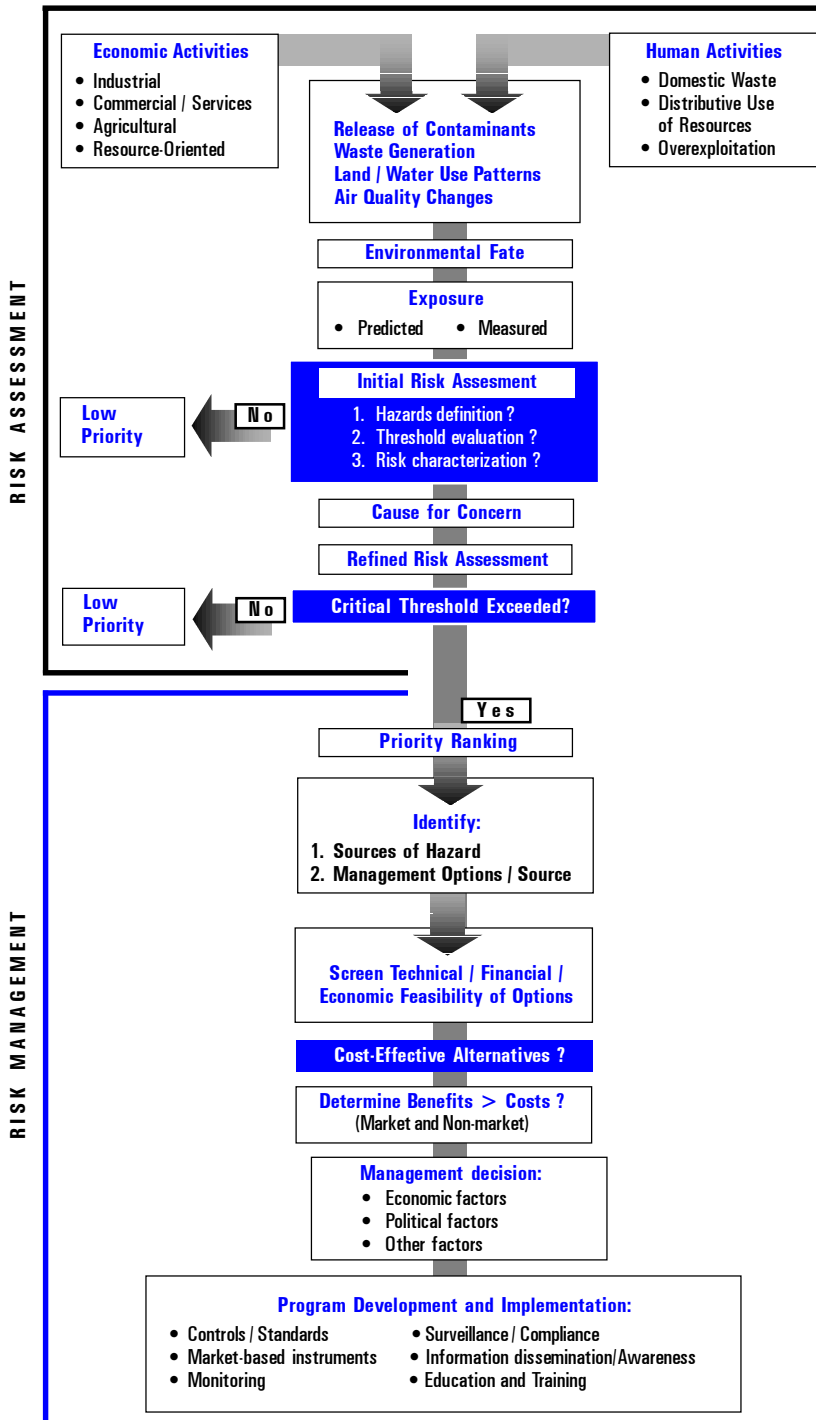 Economic Activities
• Industrial
• Commercial / Services
• Agricultural
• Resource-Oriented
Human Activities
• Domestic Waste
• Distributive Use
of Resources
• Overexploitation
Release of Contaminants
Waste Generation
Land / Water Use Patterns
Air Quality Changes
Environmental Fate
Exposure
• Predicted • Measured
RISK ASSESSMENT
Initial Risk Assesment
1. Hazards definition ?
2. Threshold evaluation ?
3. Risk characterization ?
No
Low
Priority
Cause for Concern
Refined Risk Assessment
Critical Threshold Exceeded?
No
Low
Priority
Yes
Priority Ranking
Identify:
1. Sources of Hazard
2. Management Options / Source
RISK MANAGEMENT
Screen Technical / Financial /
Economic Feasibility of Options
Cost-Effective Alternatives ?
Determine Benefits > Costs ?
(Market and Non-market)
Management decision:
• Economic factors
• Political factors
• Other factors
Program Development and Implementation:
• Controls / Standards
• Market-based instruments
• Monitoring
• Surveillance / Compliance
• Information dissemination/Awareness
• Education and Training